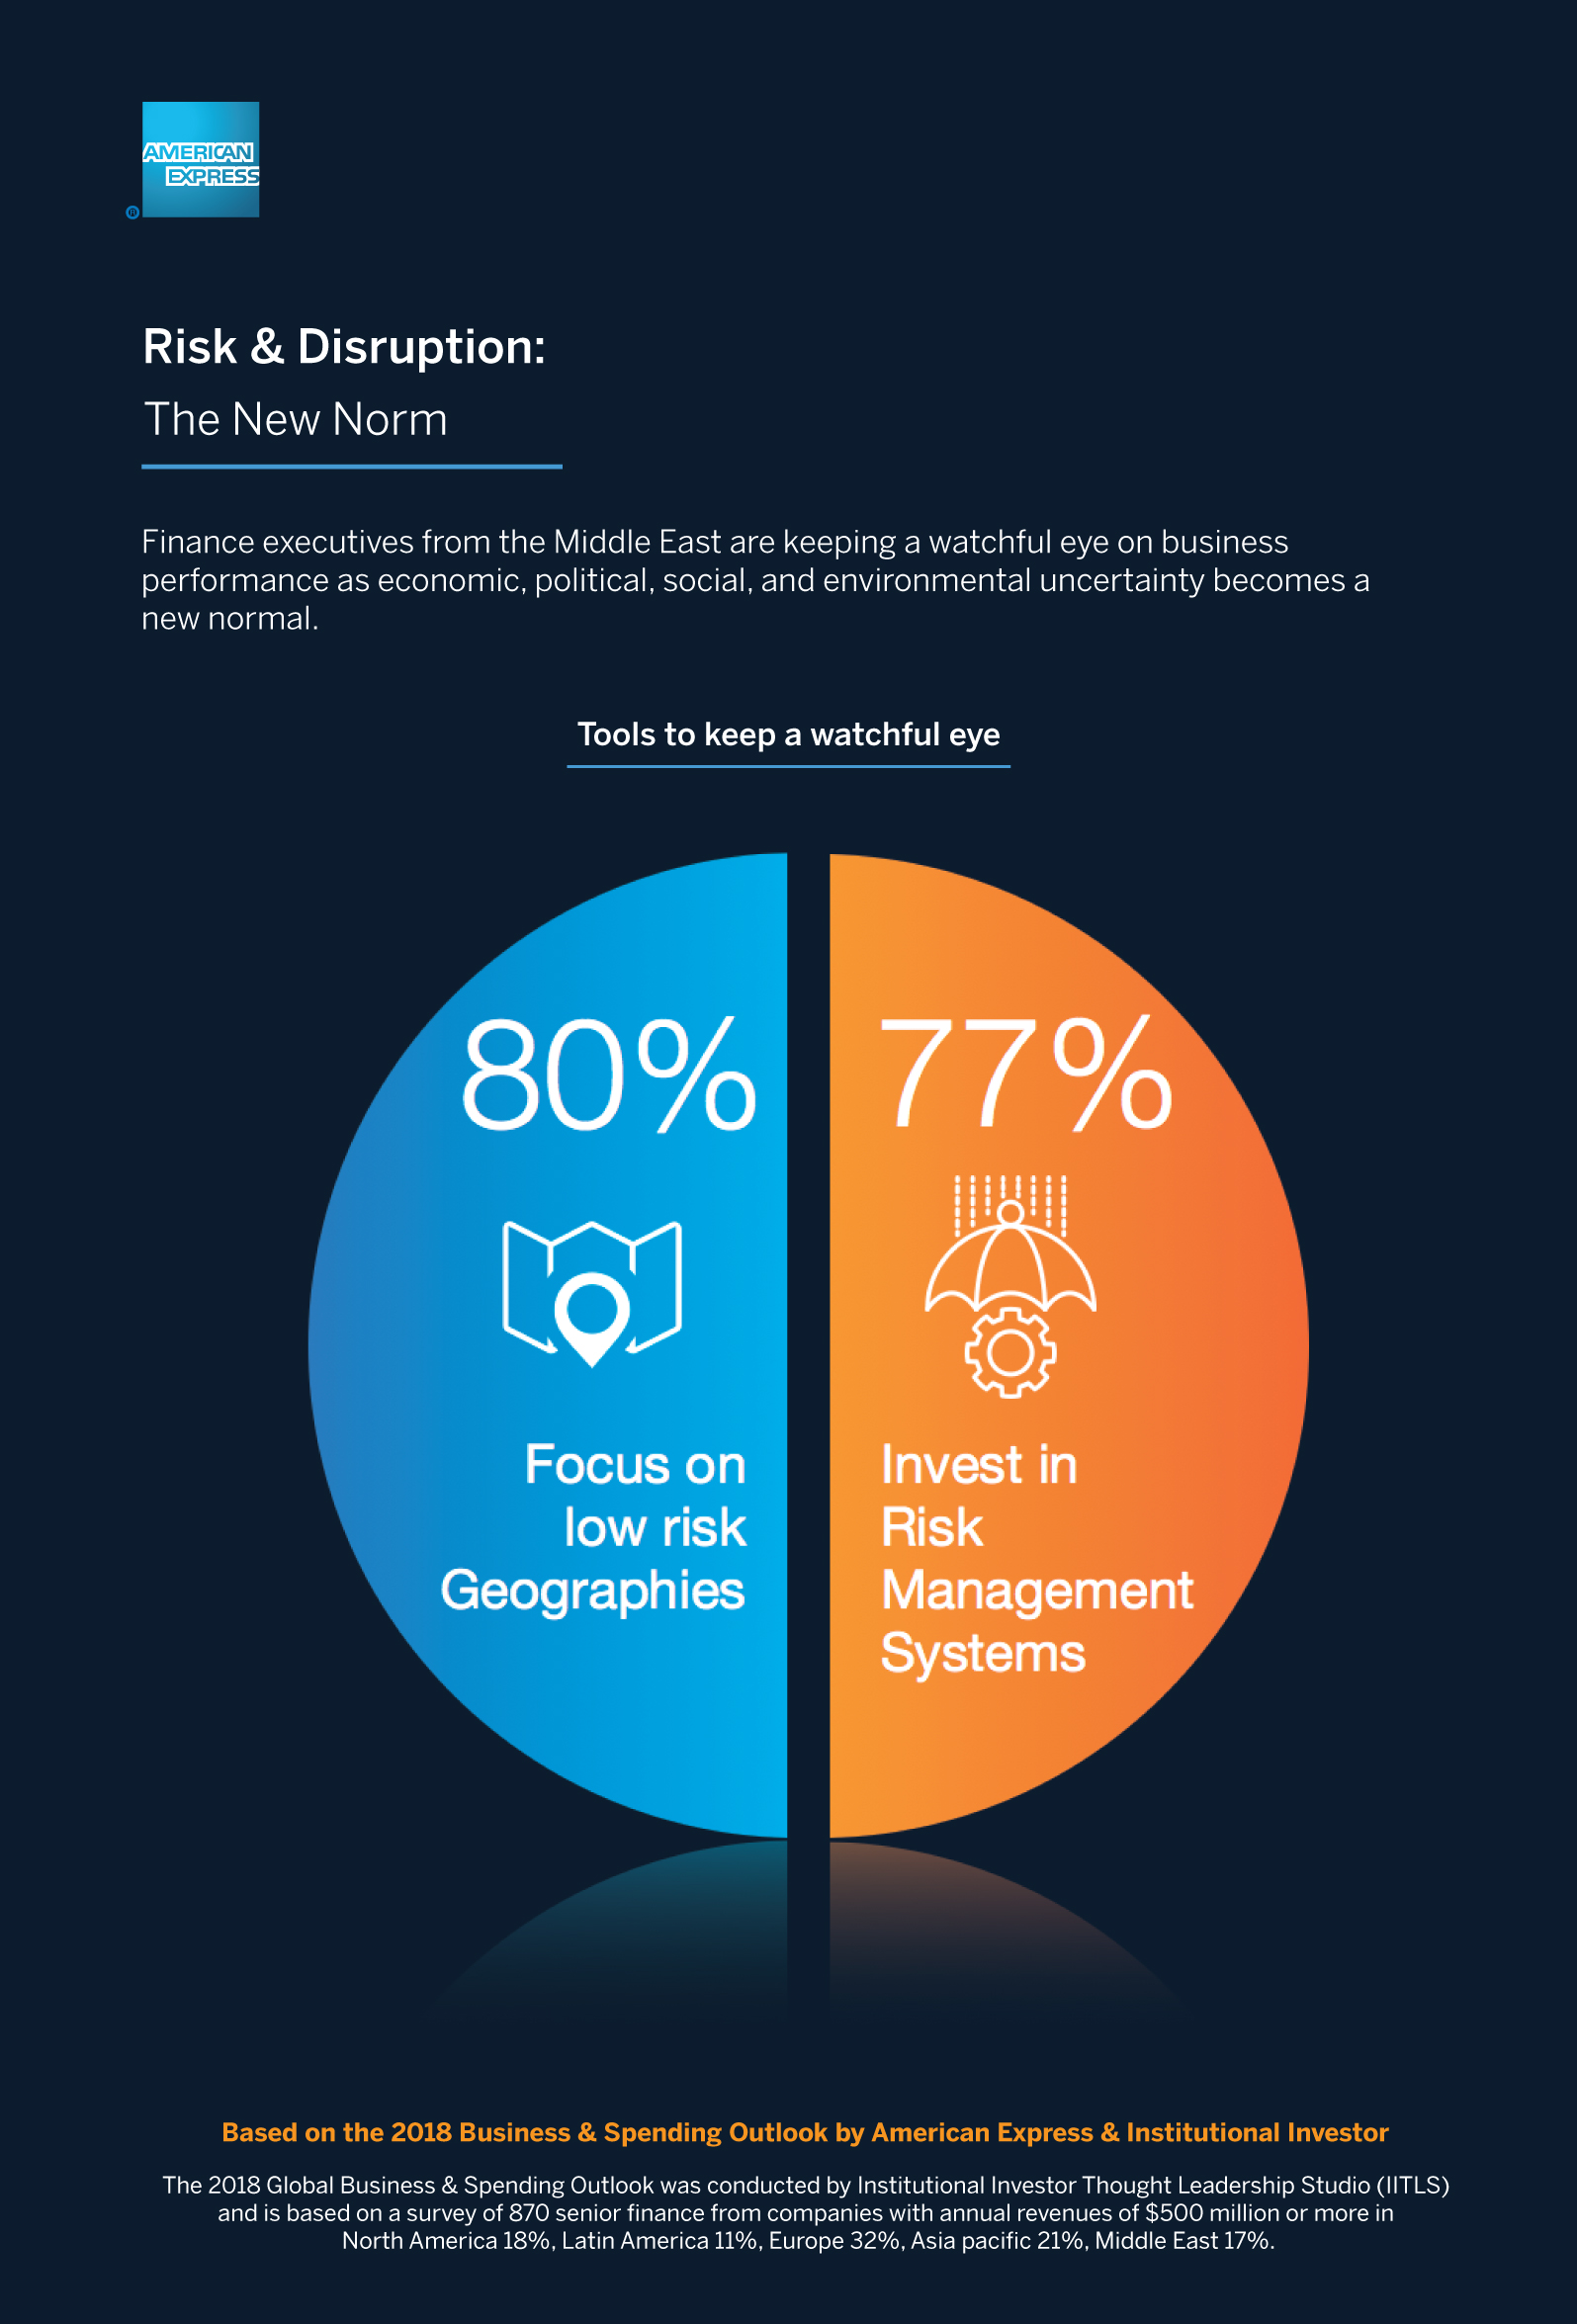 AMERICAN
EXPRESS
®
Risk & Disruption:
The New Norm
Finance executives from the Middle East are keeping a watchful eye on business
performance as economic, political, social, and environmental uncertainty becomes a
new normal.
Tools to keep a watchful eye
80%
Focus on
low risk
Geographies
77%
Invest in
Risk
Management
Systems
Based on the 2018 Business & Spending Outlook by American Express & Institutional Investor
The 2018 Global Business & Spending Outlook was conducted by Institutional Investor Thought Leadership Studio (IITLS)
and is based on a survey of 870 senior finance from companies with annual revenues of $500 million or more in
North America 18%, Latin America 11%, Europe 32%, Asia pacific 21%, Middle East 17%.